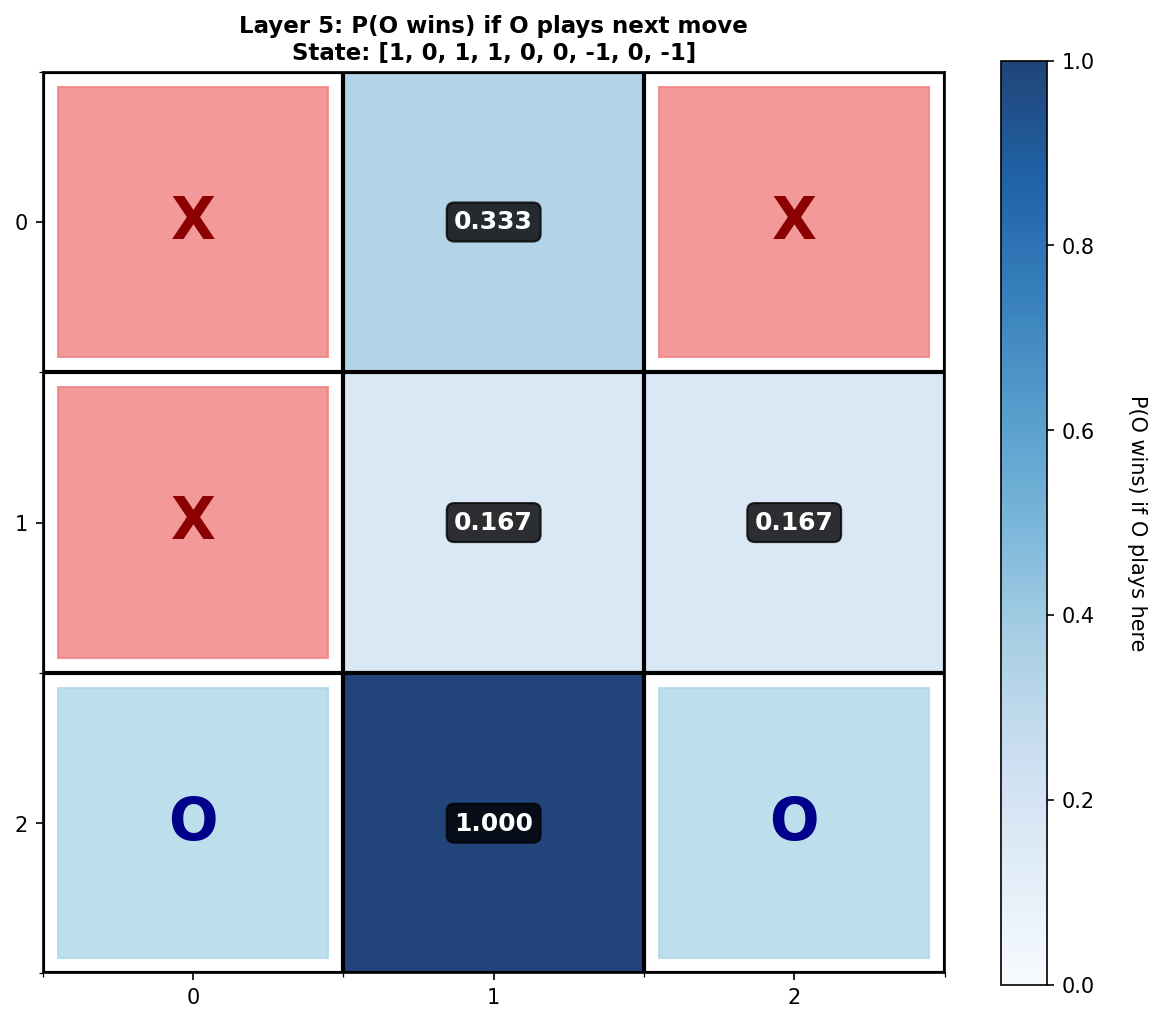 Layer 5: P(O wins) if O plays next move
State: [1, 0, 1, 1, 0, 0, -1, 0, -1]
0
X
0.333
X
1
X
0.167
0.167
2
O
1.000
O
0
1
2
1.0
0.8
0.6
0.4
0.2
0.0
P(O wins) if O plays here